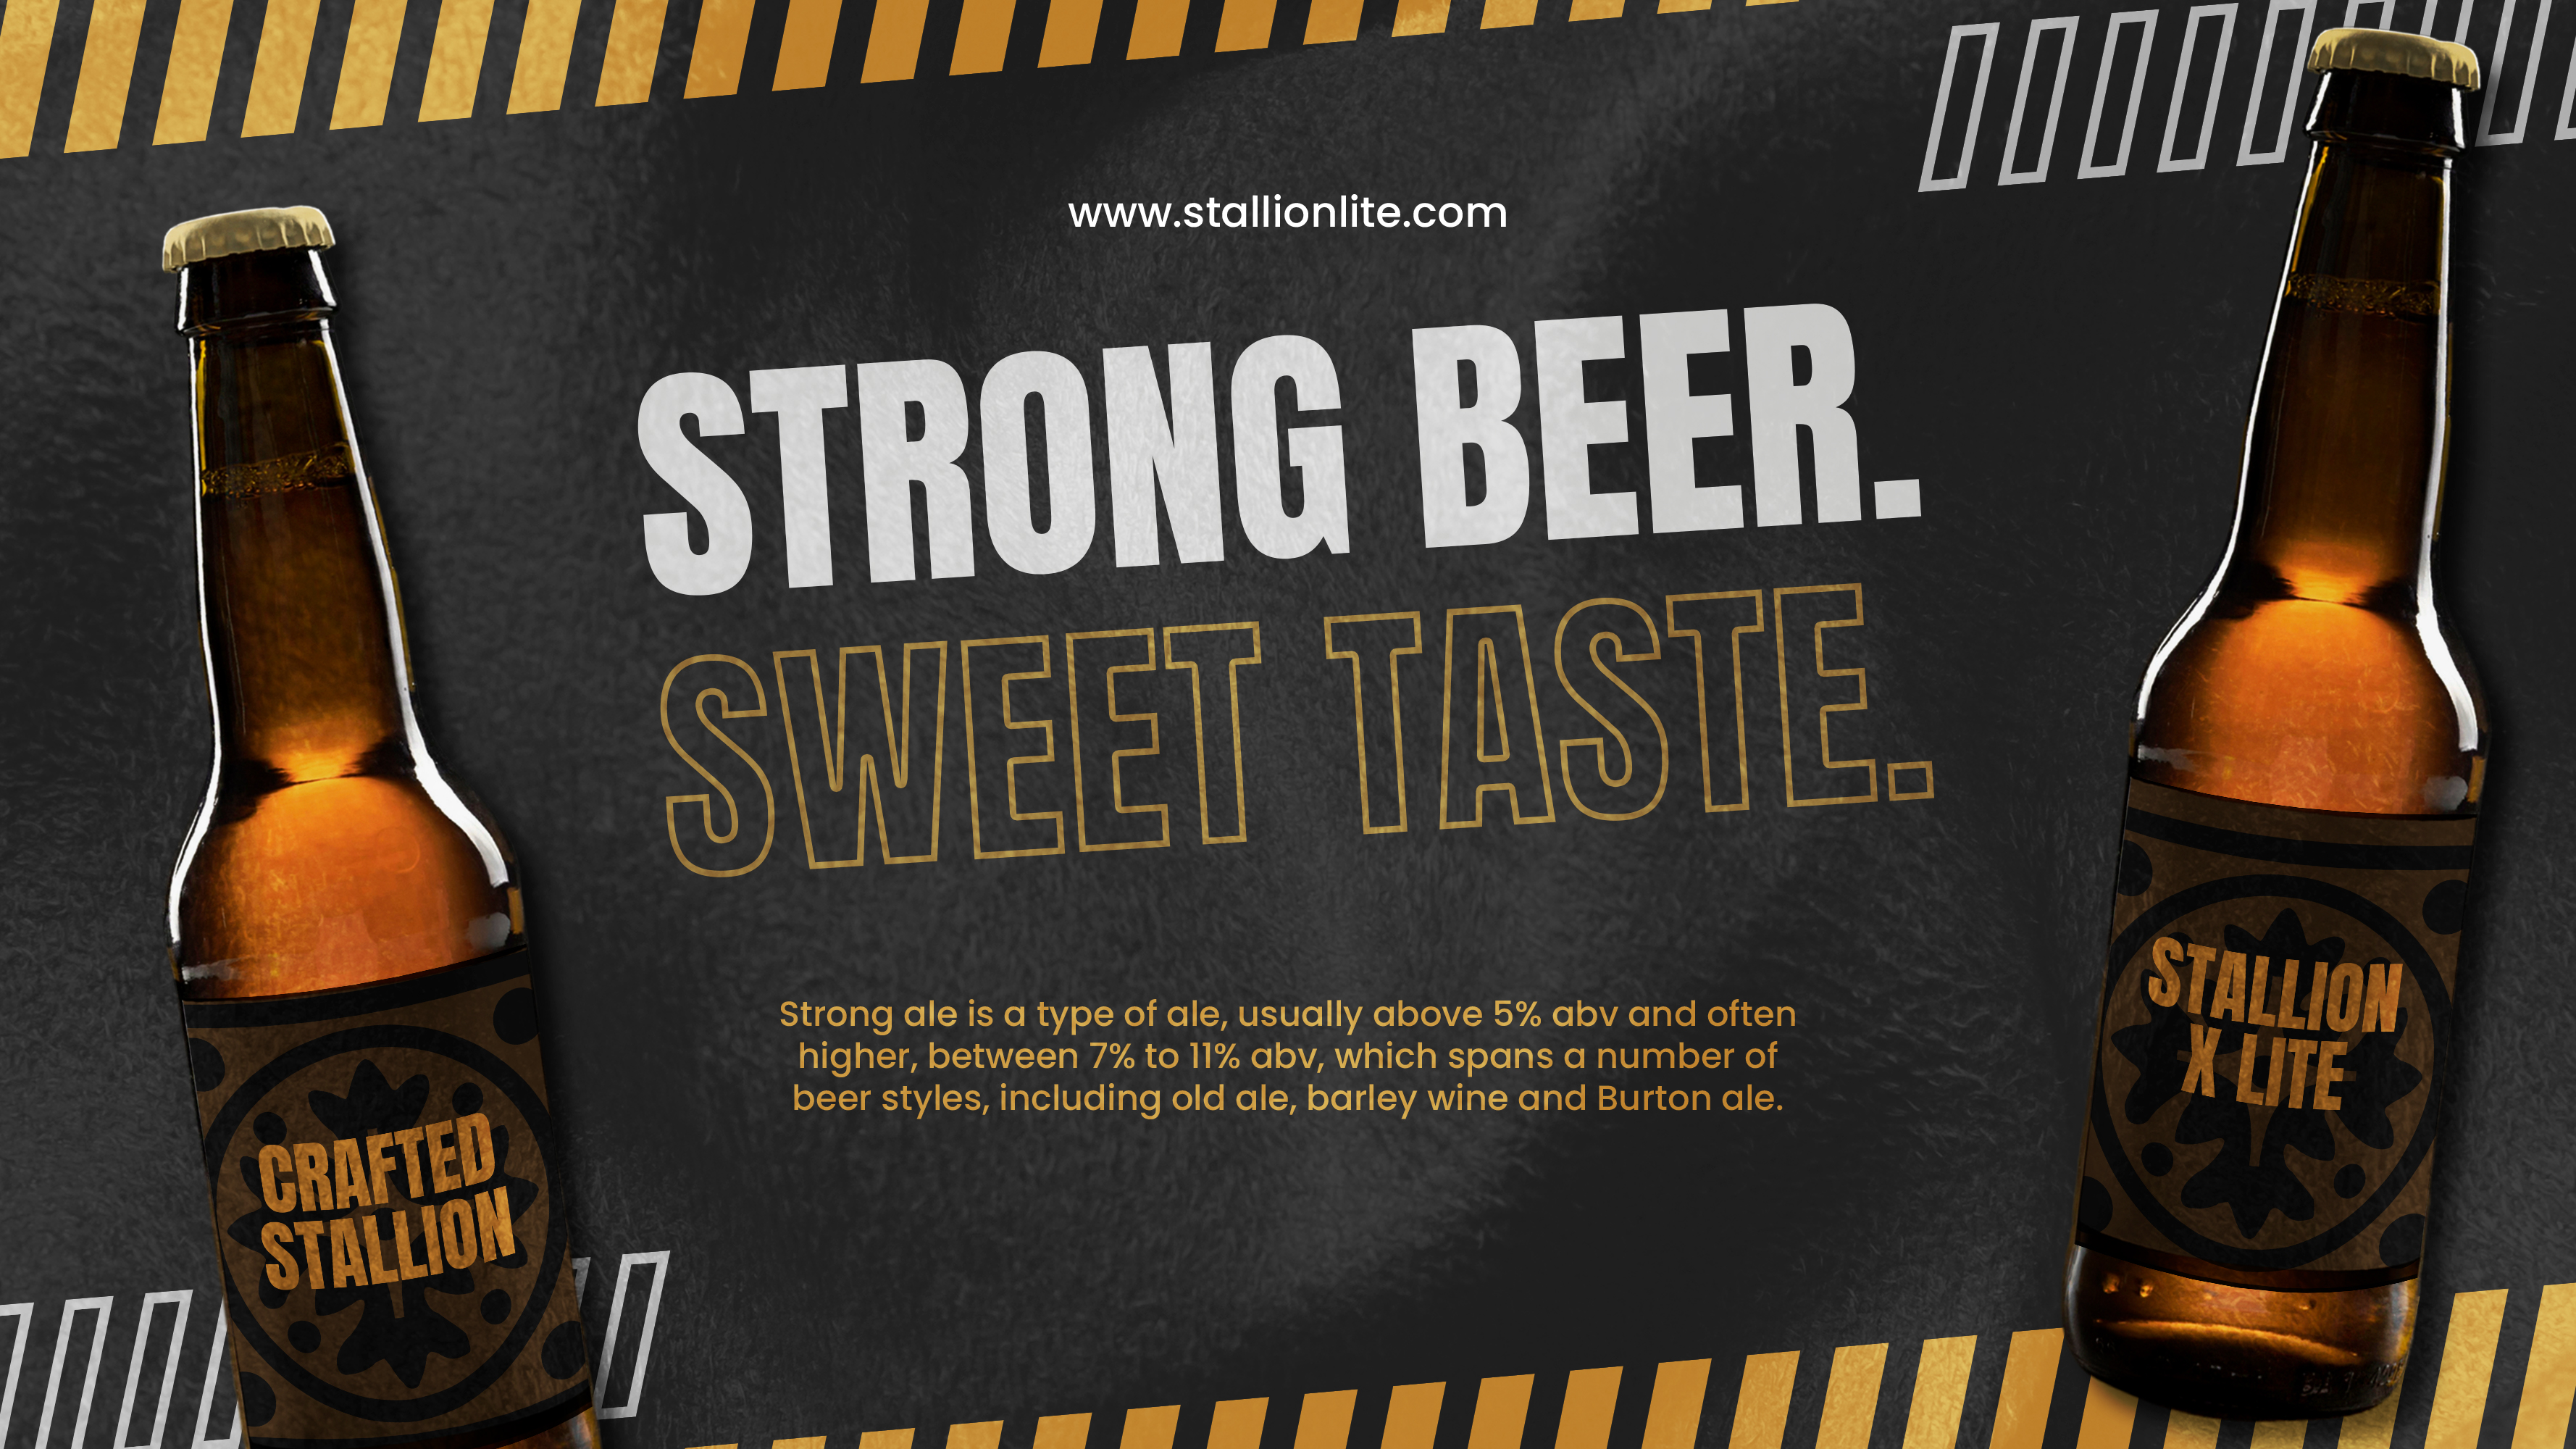 www.stallionlite.com
STRONG BEER.
SWEET TASTE.
Strong ale is a type of ale, usually above 5% abv and often
higher, between 7% to 11% abv, which spans a number of
beer styles, including old ale, barley wine and Burton ale.
CRAFTED
STALLION
STALLION
X LITE